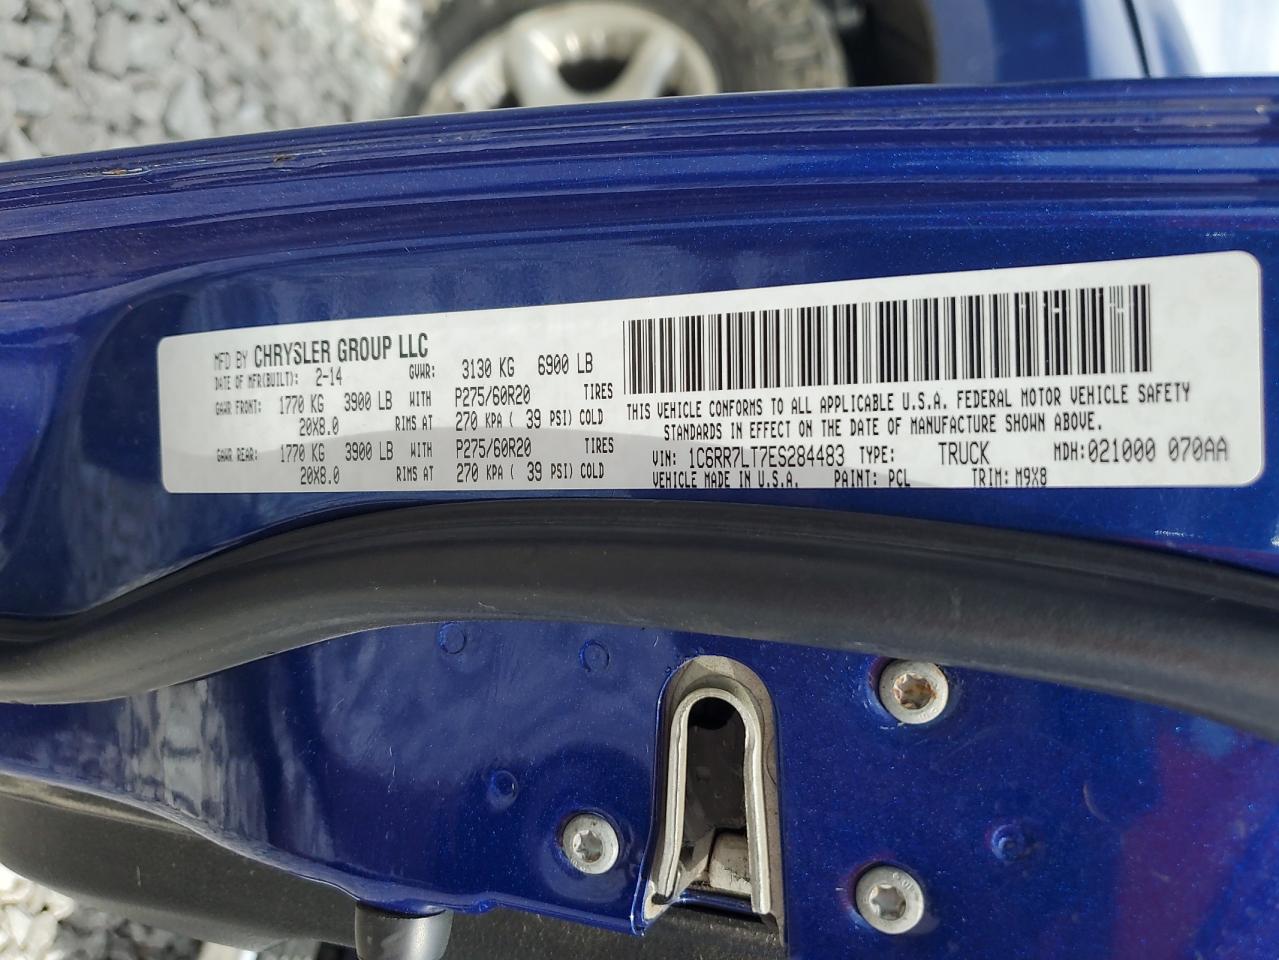 MFD BY CHRYSLER GROUP LLC
DATE OF MFR(BUILT): 2-14 GVWR: 3130 KG 6900 LB
GAWR FRONT: 1770 KG 3900 LB WITH P275/60R20 TIRES
20X8.0 RIMS AT 270 KPA ( 39 PSI) COLD
GAWR REAR: 1770 KG 3900 LB WITH P275/60R20 TIRES
20X8.0 RIMS AT 270 KPA ( 39 PSI) COLD
THIS VEHICLE CONFORMS TO ALL APPLICABLE U.S.A. FEDERAL MOTOR VEHICLE SAFETY
STANDARDS IN EFFECT ON THE DATE OF MANUFACTURE SHOWN ABOVE.
VIN: 1C6RR7LT7ES284483 TYPE: TRUCK MDH:021000 070AA
VEHICLE MADE IN U.S.A. PAINT: PCL TRIM: M9X8